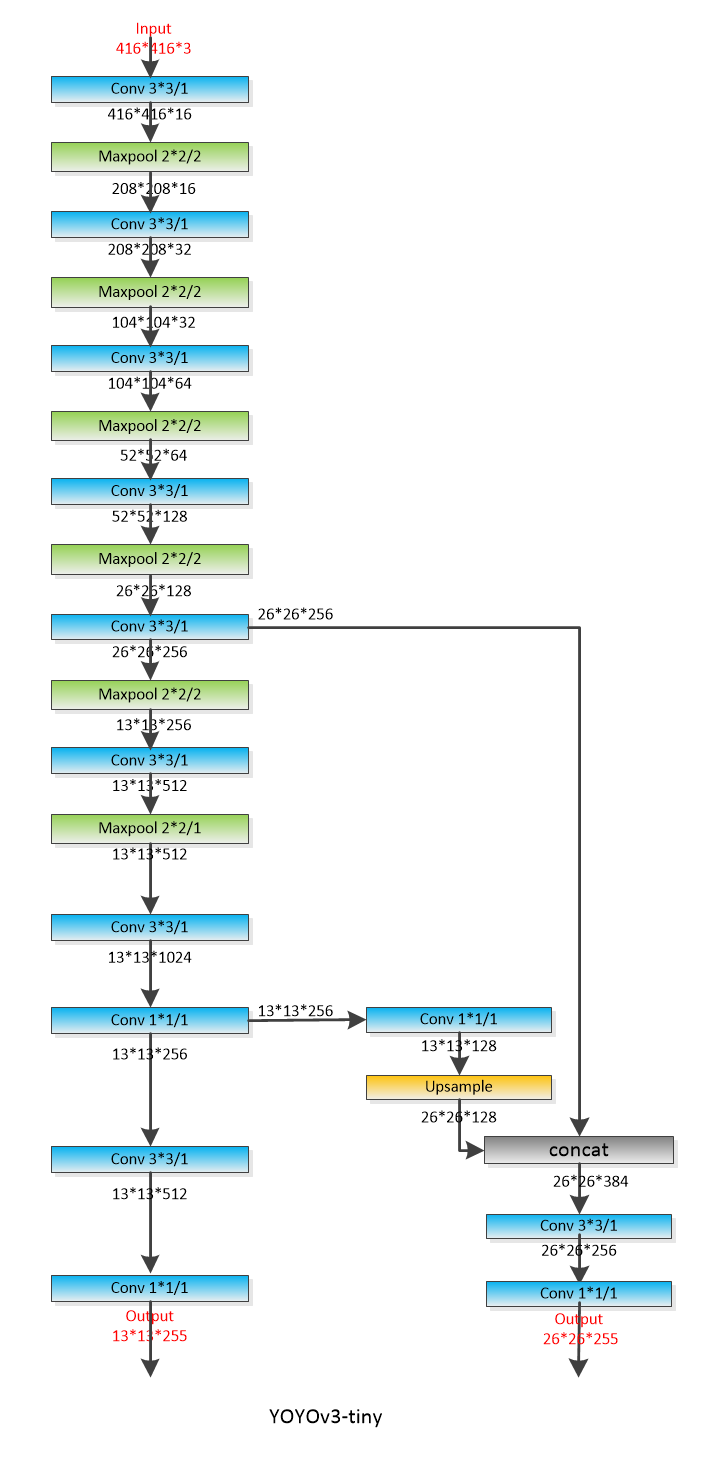 Input
416*416*3
Conv 3*3/1
416*416*16
Maxpool 2*2/2
208*208*16
Conv 3*3/1
208*208*32
Maxpool 2*2/2
104*104*32
Conv 3*3/1
104*104*64
Maxpool 2*2/2
52*52*64
Conv 3*3/1
52*52*128
Maxpool 2*2/2
26*26*128
Conv 3*3/1
26*26*256
26*26*256
Maxpool 2*2/2
13*13*256
Conv 3*3/1
13*13*512
Maxpool 2*2/1
13*13*512
Conv 3*3/1
13*13*1024
Conv 1*1/1
13*13*256
13*13*256
Conv 3*3/1
13*13*512
Conv 1*1/1
Output
13*13*255
Conv 1*1/1
13*13*128
Upsample
26*26*128
concat
26*26*384
Conv 3*3/1
26*26*256
Conv 1*1/1
Output
26*26*255
YOYOv3-tiny